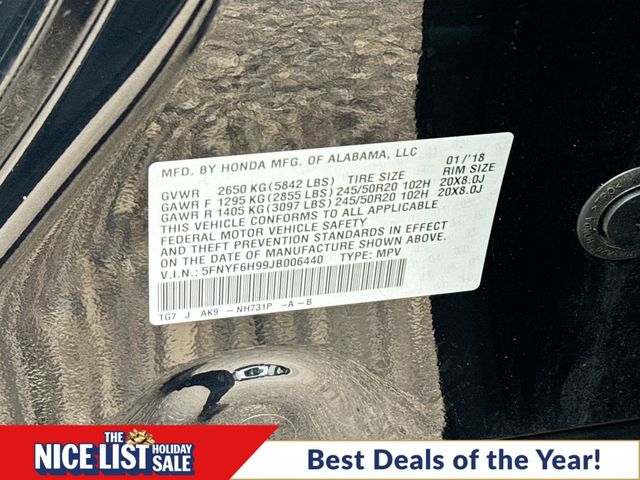 MFD. BY HONDA MFG. OF ALABAMA, LLC 01/'18
GVWR 2650 KG (5842 LBS) TIRE SIZE RIM SIZE
GAWR F 1295 KG (2855 LBS) 245/50R20 102H 20X8.0J
GAWR R 1405 KG (3097 LBS) 245/50R20 102H 20X8.0J
THIS VEHICLE CONFORMS TO ALL APPLICABLE
FEDERAL MOTOR VEHICLE SAFETY
AND THEFT PREVENTION STANDARDS IN EFFECT
ON THE DATE OF MANUFACTURE SHOWN ABOVE.
V.I.N.: 5FNYF6H99JB006440 TYPE: MPV
TG7 J AK9 -NH731P -A-B
THE
NICE LIST HOLIDAY SALE
Best Deals of the Year!